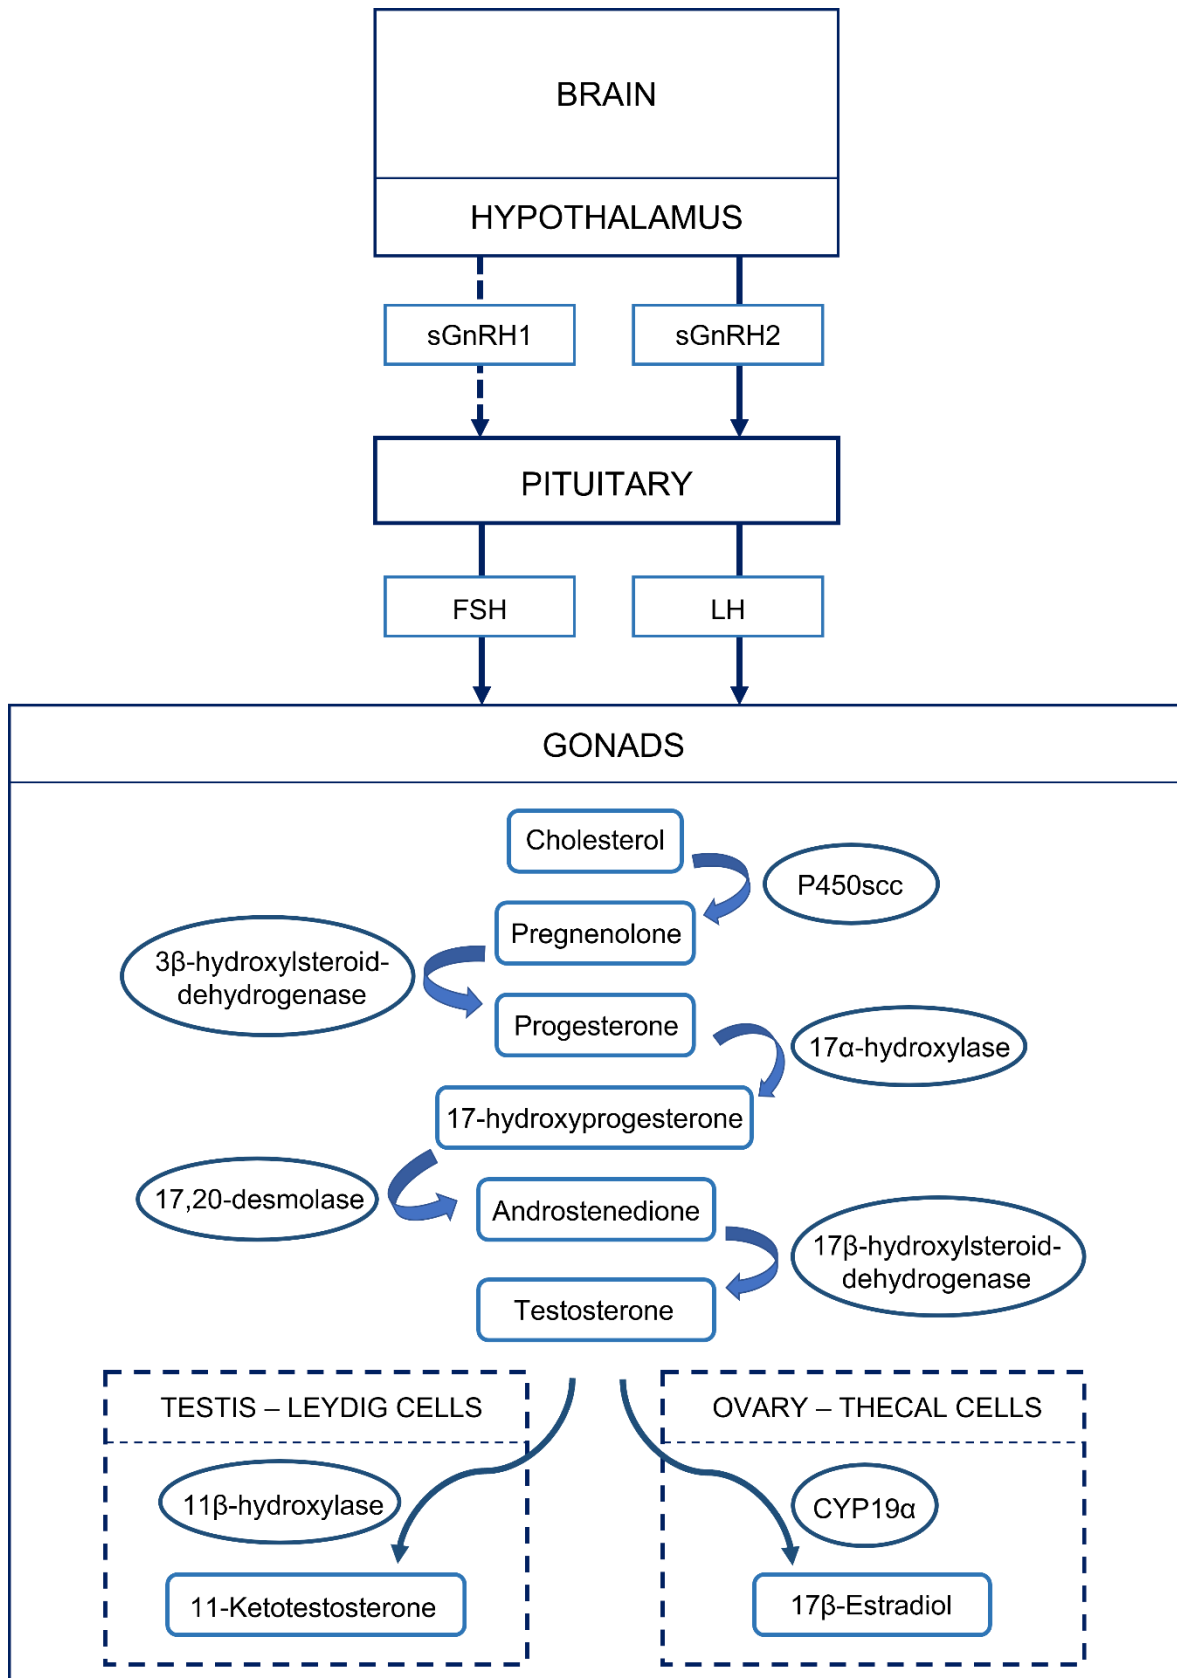 BRAIN
HYPOTHALAMUS
sGnRH1
sGnRH2
PITUITARY
FSH
LH
GONADS
Cholesterol
P450scc
Pregnenolone
3β-hydroxylsteroid-
dehydrogenase
Progesterone
17α-hydroxylase
17-hydroxyprogesterone
17,20-desmolase
Androstenedione
17β-hydroxylsteroid-
dehydrogenase
Testosterone
TESTIS – LEYDIG CELLS
OVARY – THECAL CELLS
11β-hydroxylase
CYP19α
11-Ketotestosterone
17β-Estradiol